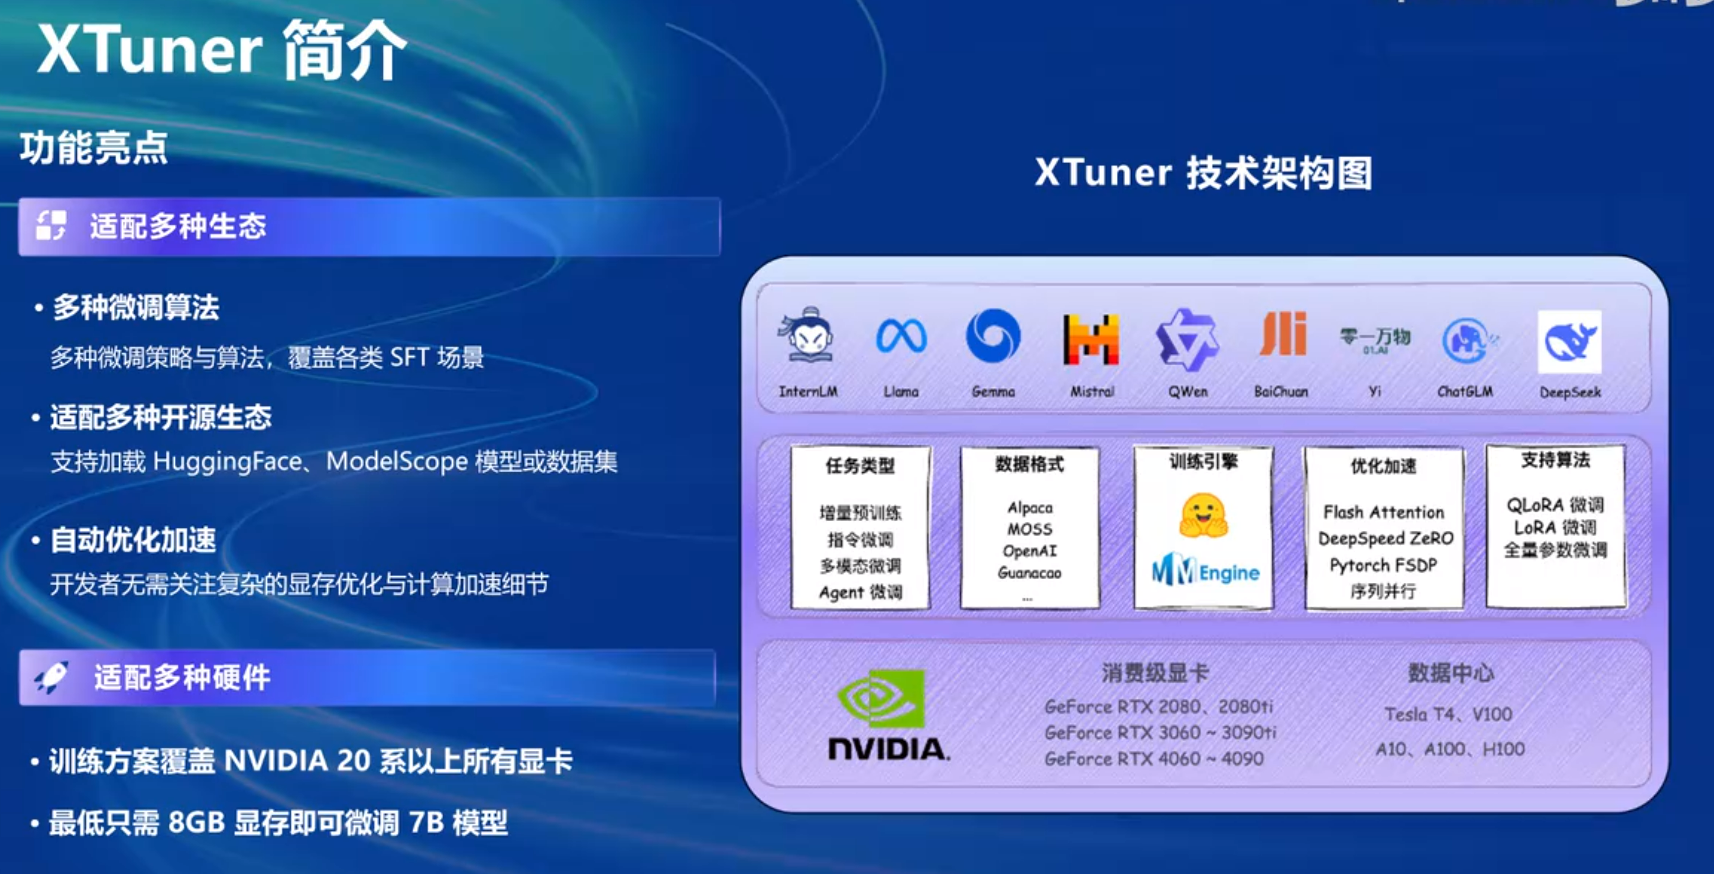 XTuner 简介
功能亮点
适配多种生态
• 多种微调算法
多种微调策略与算法，覆盖各类 SFT 场景
• 适配多种开源生态
支持加载 HuggingFace、ModelScope 模型或数据集
• 自动优化加速
开发者无需关注复杂的显存优化与计算加速细节
适配多种硬件
• 训练方案覆盖 NVIDIA 20 系以上所有显卡
• 最低只需 8GB 显存即可微调 7B 模型
XTuner 技术架构图
零一万物
01.AI
InternLM Llama Gemma Mistral QWen BaiChuan Yi ChatGLM DeepSeek
任务类型
增量预训练
指令微调
多模态微调
Agent 微调
数据格式
Alpaca
MOSS
OpenAI
Guanacao
...
训练引擎
MMEngine
优化加速
Flash Attention
DeepSpeed ZeRO
Pytorch FSDP
序列并行
支持算法
QLoRA 微调
LoRA 微调
全量参数微调
NVIDIA.
消费级显卡
GeForce RTX 2080、2080ti
GeForce RTX 3060 ~ 3090ti
GeForce RTX 4060 ~ 4090
数据中心
Tesla T4、V100
A10、A100、H100